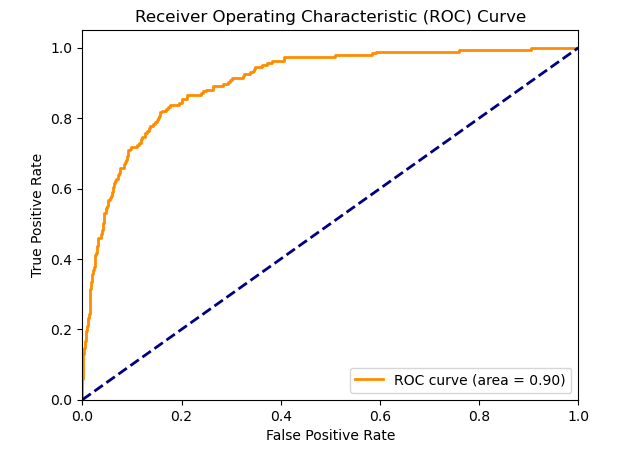 Receiver Operating Characteristic (ROC) Curve
1.0
0.8
0.6
0.4
0.2
0.0
True Positive Rate
ROC curve (area = 0.90)
0.0 0.2 0.4 0.6 0.8 1.0
False Positive Rate